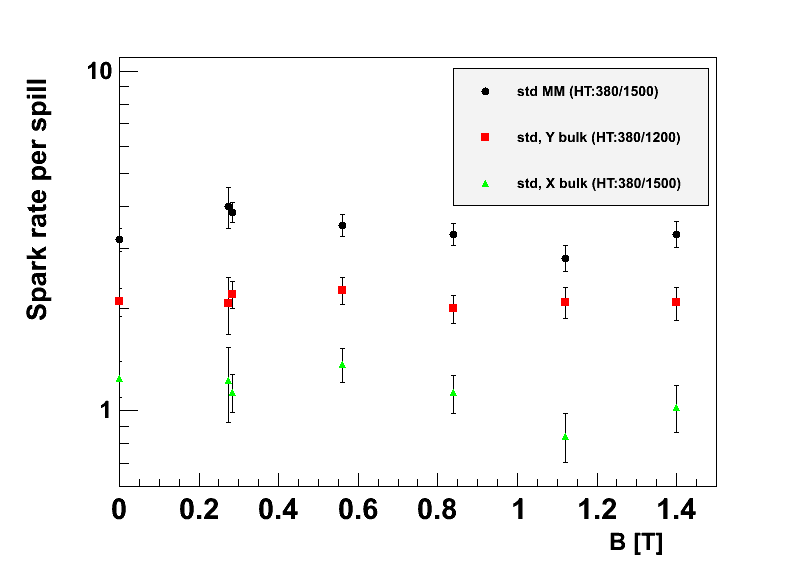 10
Spark rate per spill
std MM (HT:380/1500)
std, Y bulk (HT:380/1200)
std, X bulk (HT:380/1500)
1
0 0.2 0.4 0.6 0.8 1 1.2 1.4
B [T]